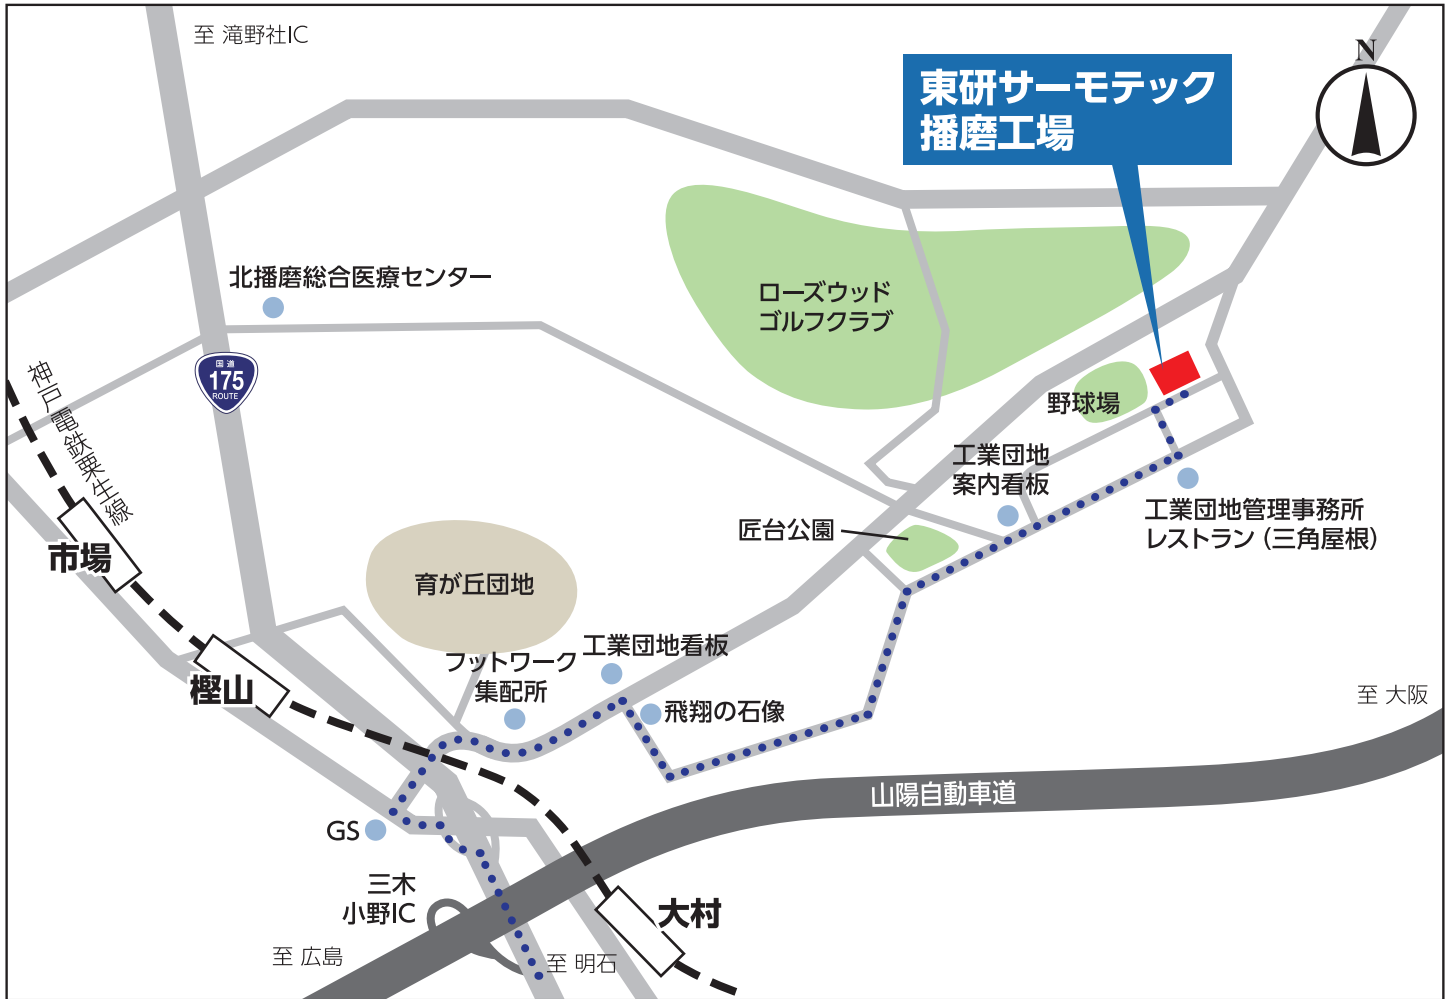 至 滝野社IC
N
東研サーモテック
播磨工場
北播磨総合医療センター
ローズウッド
ゴルフクラブ
国道
175
ROUTE
神戸電鉄粟生線
野球場
工業団地
案内看板
工業団地管理事務所
レストラン（三角屋根）
匠台公園
市場
育が丘団地
工業団地看板
フットワーク
集配所
樫山
飛翔の石像
至 大阪
山陽自動車道
GS
三木
小野IC
大村
至 広島
至 明石